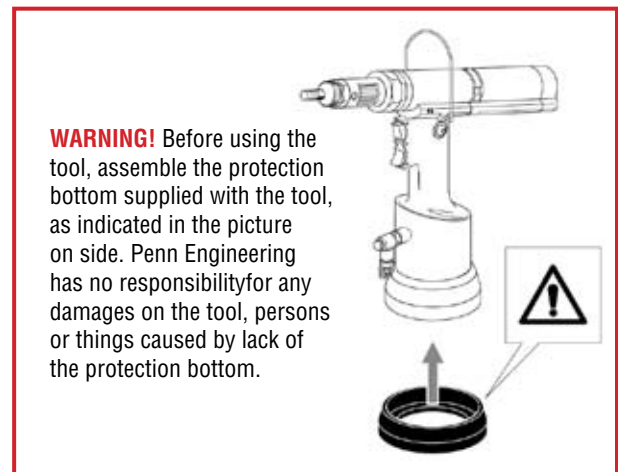 WARNING! Before using the
tool, assemble the protection
bottom supplied with the tool,
as indicated in the picture
on side. Penn Engineering
has no responsibilityfor any
damages on the tool, persons
or things caused by lack of
the protection bottom.